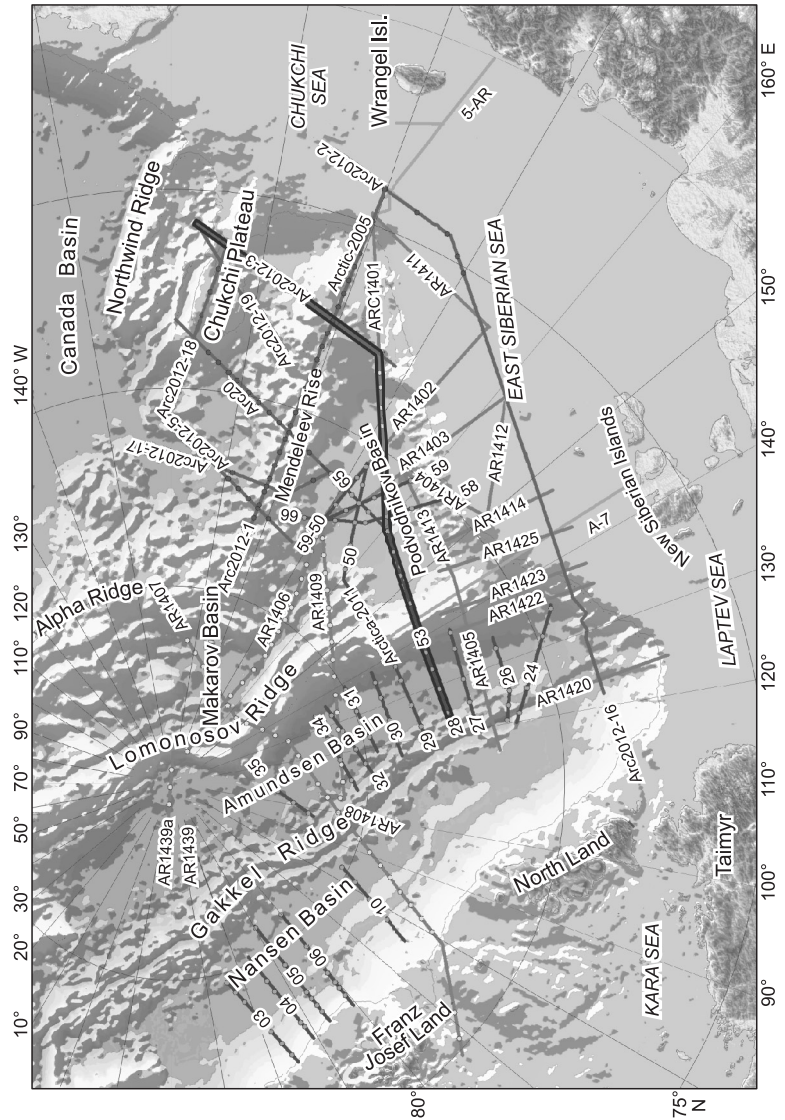 10°
20°
30°
50°
70°
90°
110°
120°
130°
140° W
Canada Basin
Northwind Ridge
Chukchi Plateau
CHUKCHI
SEA
Wrangel Isl.
5-AR
Arc2012-2
Arc2012-3
Arctic-2005
ARC1401
AR1411
Arc2012-19
Arc2012-18
Arc20
Arc2012-5
Arc2012-17
Mendeleev Rise
Arc2012-1
Alpha Ridge
AR1407
Makarov Basin
AR1406
AR1409
59-50
66
65
50
Arctica-2011
Podvodnikov Basin
53
AR1402
AR1403
59
AR1404
58
AR1413
AR1412
AR1414
AR1425
A-7
AR1423
AR1422
EAST SIBERIAN SEA
New Siberian Islands
LAPTEV SEA
Lomonosov Ridge
Amundsen Basin
35
34
31
32
30
29
28
27
AR1405
26
24
AR1420
Arc2012-16
AR1408
AR1439a
AR1439
Gakkel Ridge
Nansen Basin
03
04
05
06
10
Franz
Josef Land
North Land
Taimyr
KARA SEA
80°
75°
N
90°
100°
110°
120°
130°
140°
150°
160° E